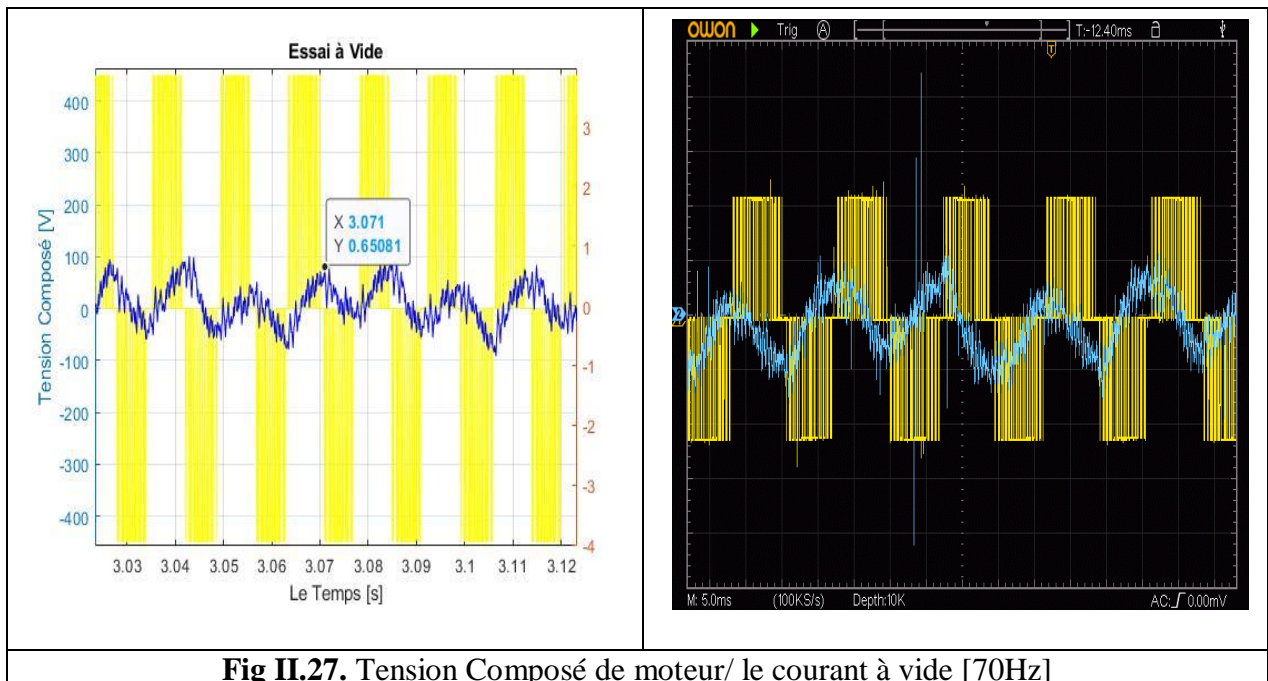 Essai à Vide
400
300
200
100
0
-100
-200
-300
-400
Tension Composé [V]
3
2
1
0
-1
-2
-3
-4
X 3.071
Y 0.65081
3.03 3.04 3.05 3.06 3.07 3.08 3.09 3.1 3.11 3.12
Le Temps [s]
OWON Trig A T:-12.40ms
T
2
M: 5.0ms (100KS/s) Depth:10K AC: 0.00mV
Fig II.27. Tension Composé de moteur/ le courant à vide [70Hz]